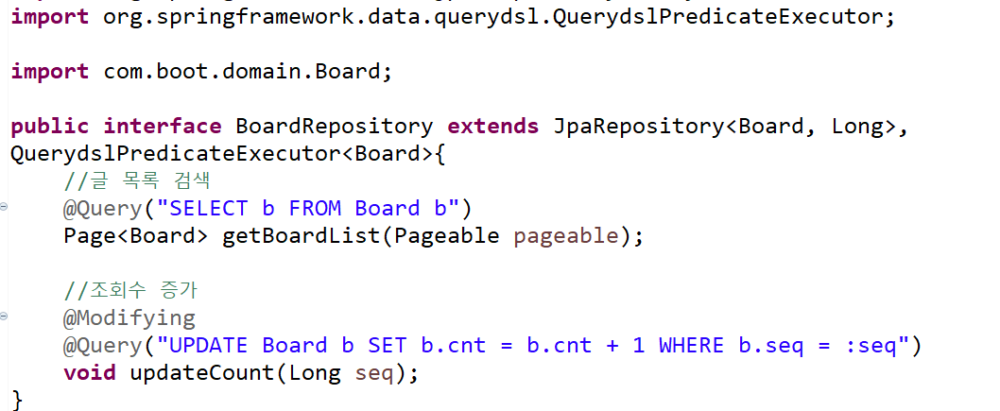 import org.springframework.data.querydsl.QuerydslPredicateExecutor;
import com.boot.domain.Board;
public interface BoardRepository extends JpaRepository<Board, Long>,
QuerydslPredicateExecutor<Board>{
//글 목록 검색
@Query("SELECT b FROM Board b")
Page<Board> getBoardList(Pageable pageable);
//조회수 증가
@Modifying
@Query("UPDATE Board b SET b.cnt = b.cnt + 1 WHERE b.seq = :seq")
void updateCount(Long seq);
}